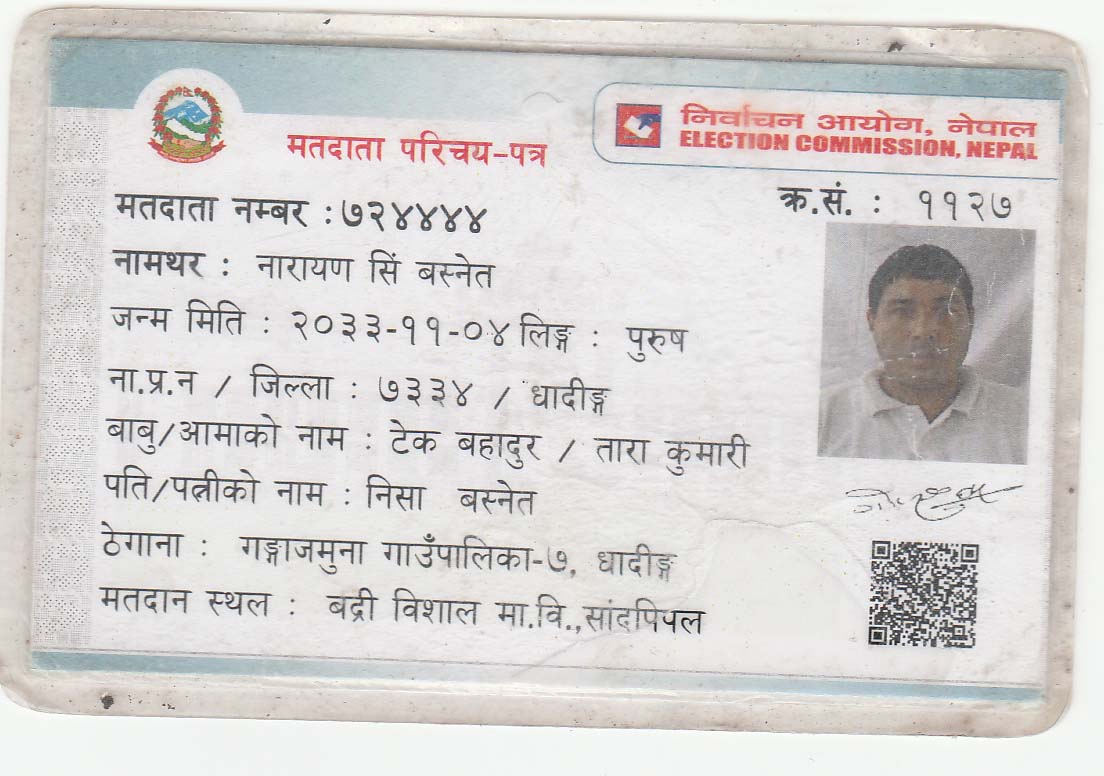 मतदाता परिचय-पत्र
निर्वाचन आयोग, नेपाल
ELECTION COMMISSION, NEPAL
क्र.सं. : ११२७
मतदाता नम्बर : ७२४४४४
नामथर : नारायण सिं बस्नेत
जन्म मिति : २०३३-११-०४ लिङ्ग : पुरुष
ना.प्र.न / जिल्ला : ७३३४ / धादीङ्ग
बाबु/आमाको नाम : टेक बहादुर / तारा कुमारी
पति/पत्नीको नाम : निसा बस्नेत
ठेगाना : गङ्गाजमुना गाउँपालिका-७, धादीङ्ग
मतदान स्थल : बद्री विशाल मा.वि.,सांदपिपल